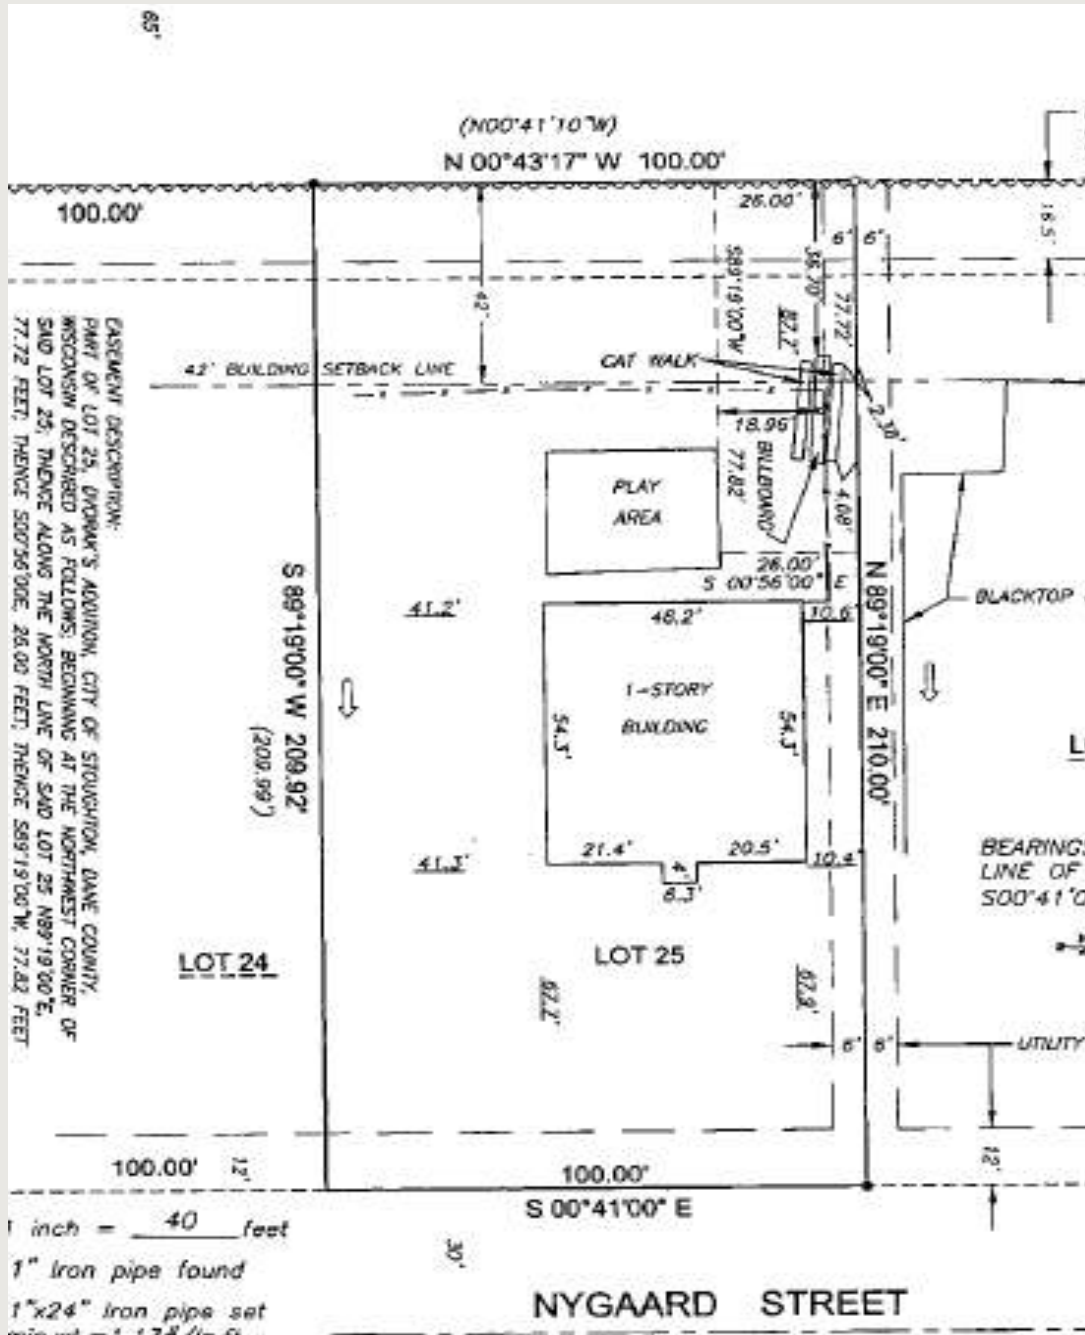 65'
(N00°41'10"W)
N 00°43'17" W 100.00'
100.00'
26.00'
6' 6'
16.5'
42'
S89°19'00"W
36.70'
77.72'
87.7'
CAT WALK
42' BUILDING SETBACK LINE
2.38'
18.96
BILLBOARD
77.82'
4.08'
PLAY
AREA
26.00'
S 00°56'00" E
BLACKTOP
EASEMENT DESCRIPTION:
PART OF LOT 25, DVORAK'S ADDITION, CITY OF STOUGHTON, DANE COUNTY,
WISCONSIN DESCRIBED AS FOLLOWS: BEGINNING AT THE NORTHWEST CORNER OF
SAID LOT 25; THENCE ALONG THE NORTH LINE OF SAID LOT 25 N89°19'00"E,
77.72 FEET; THENCE S00°56'00E, 26.00 FEET; THENCE S89°19'00"W, 77.82 FEET
S 89°19'00" W 209.92'
(209.99')
41.2'
46.2'
10.6'
N 89°19'00" E 210.00'
1-STORY
BUILDING
54.3'
54.3'
41.3'
21.4'
20.5'
10.4'
4'
6.3'
BEARING
LINE OF
S00°41'0
LOT 24
LOT 25
67.9'
6' 6'
UTILITY
100.00'
12'
100.00'
12'
S 00°41'00" E
inch = 40 feet
30'
1" Iron pipe found
1"x24" Iron pipe set
NYGAARD STREET